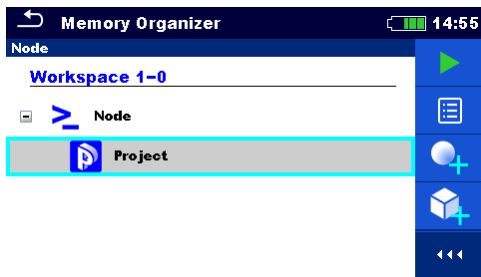 Memory Organizer
14:55
Node
Workspace 1-0
Node
Project